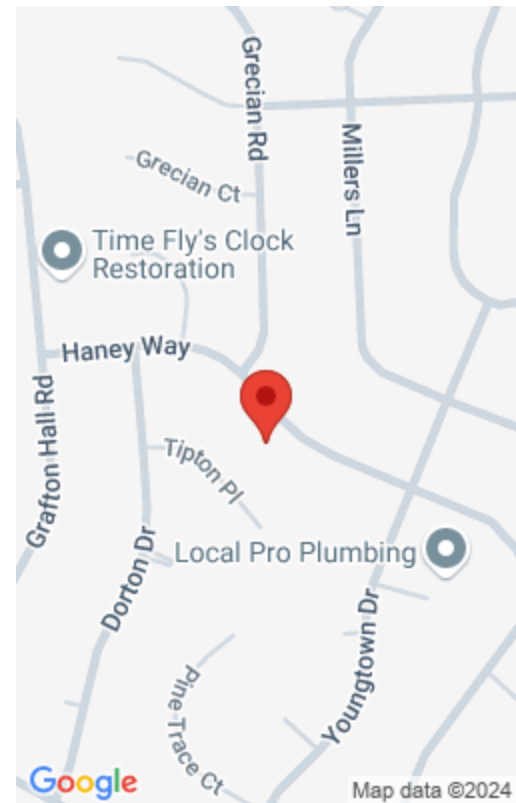 Grecian Rd
Millers Ln
Grecian Ct
Time Fly's Clock
Restoration
Haney Way
Grafton Hall Rd
Tipton Pl
Local Pro Plumbing
Dorton Dr
Youngtown Dr
Pine Trace Ct
Google
Map data ©2024